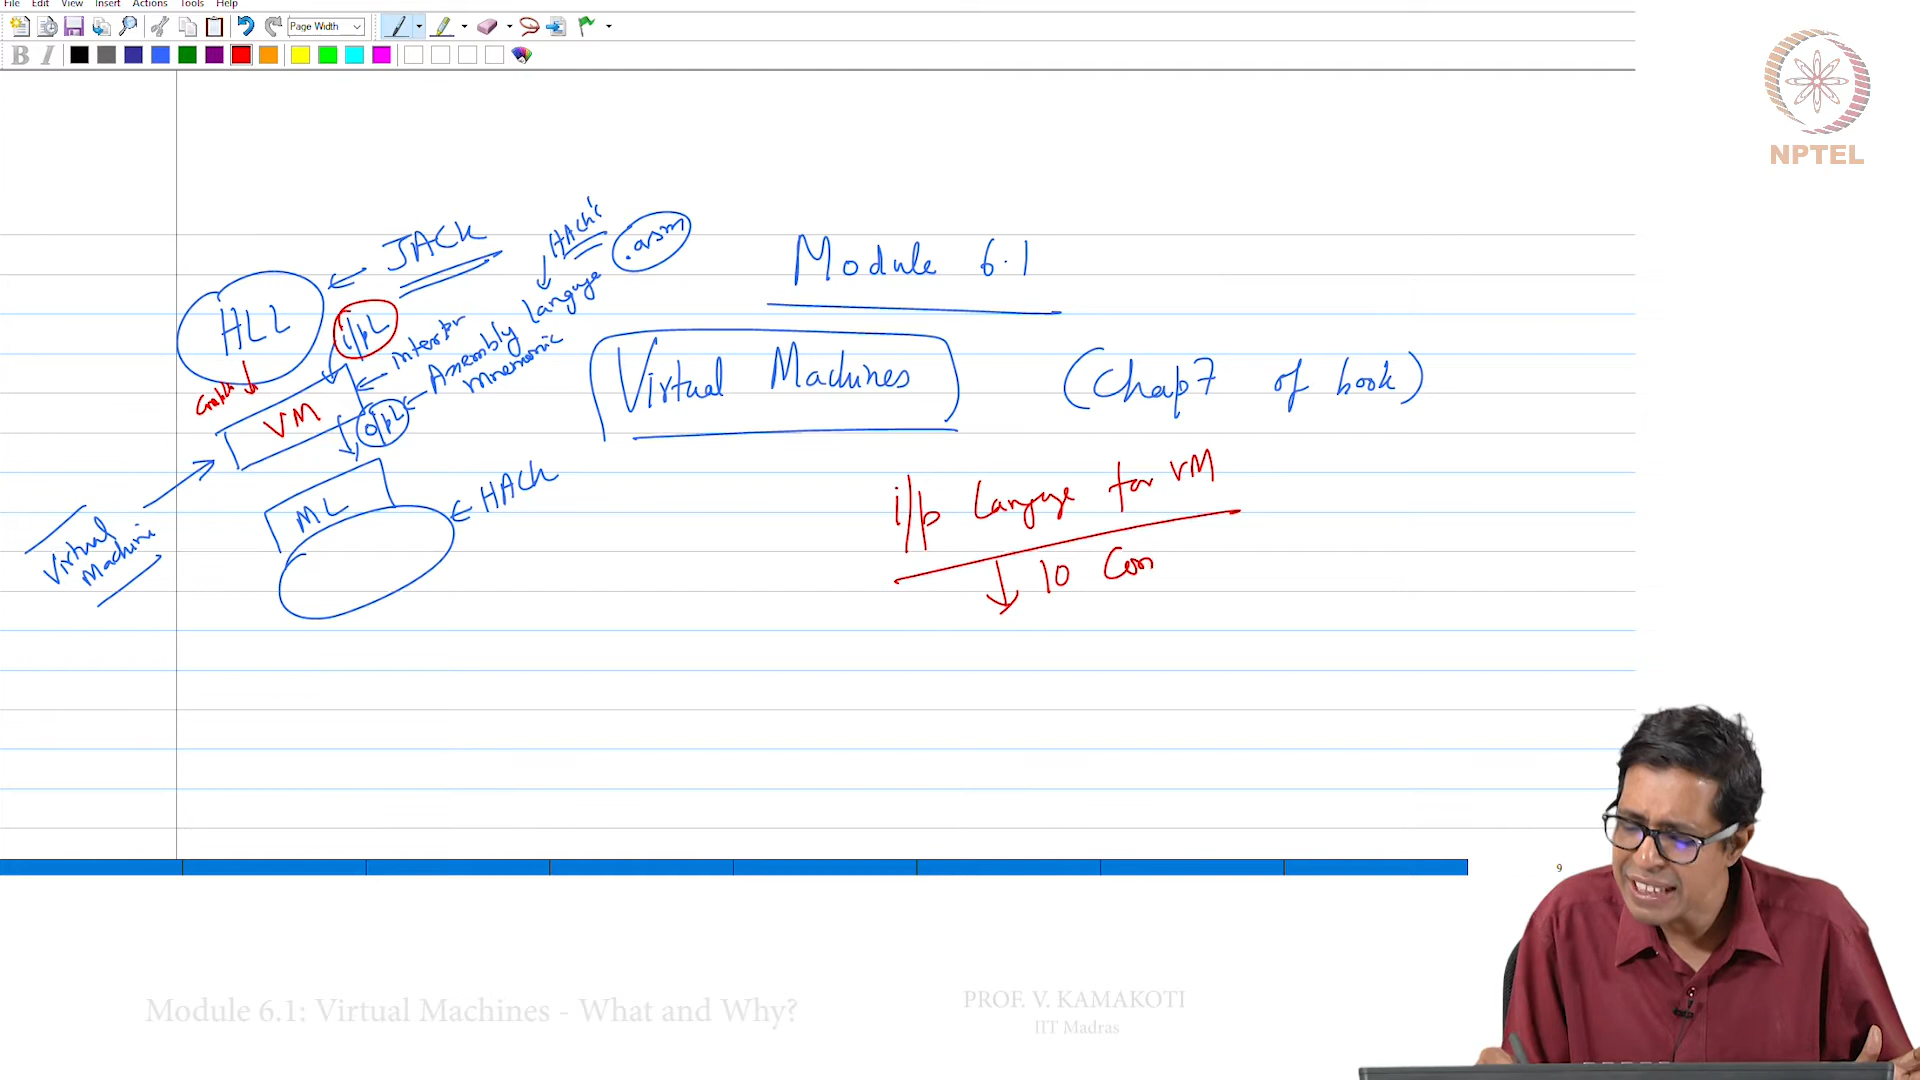 File Edit View Insert Actions Tools Help
Page Width
B I
NPTEL
Module 6.1
Virtual Machines (Chap 7 of book)
JACK
HACK
.asm
HLL
i/pL
Assembly Language
Mnemonic
VM
o/pL
HACK
ML
Virtual
Machine
i/p Language for VM
10 Com
9
Module 6.1: Virtual Machines - What and Why?
PROF. V. KAMAKOTI
IIT Madras